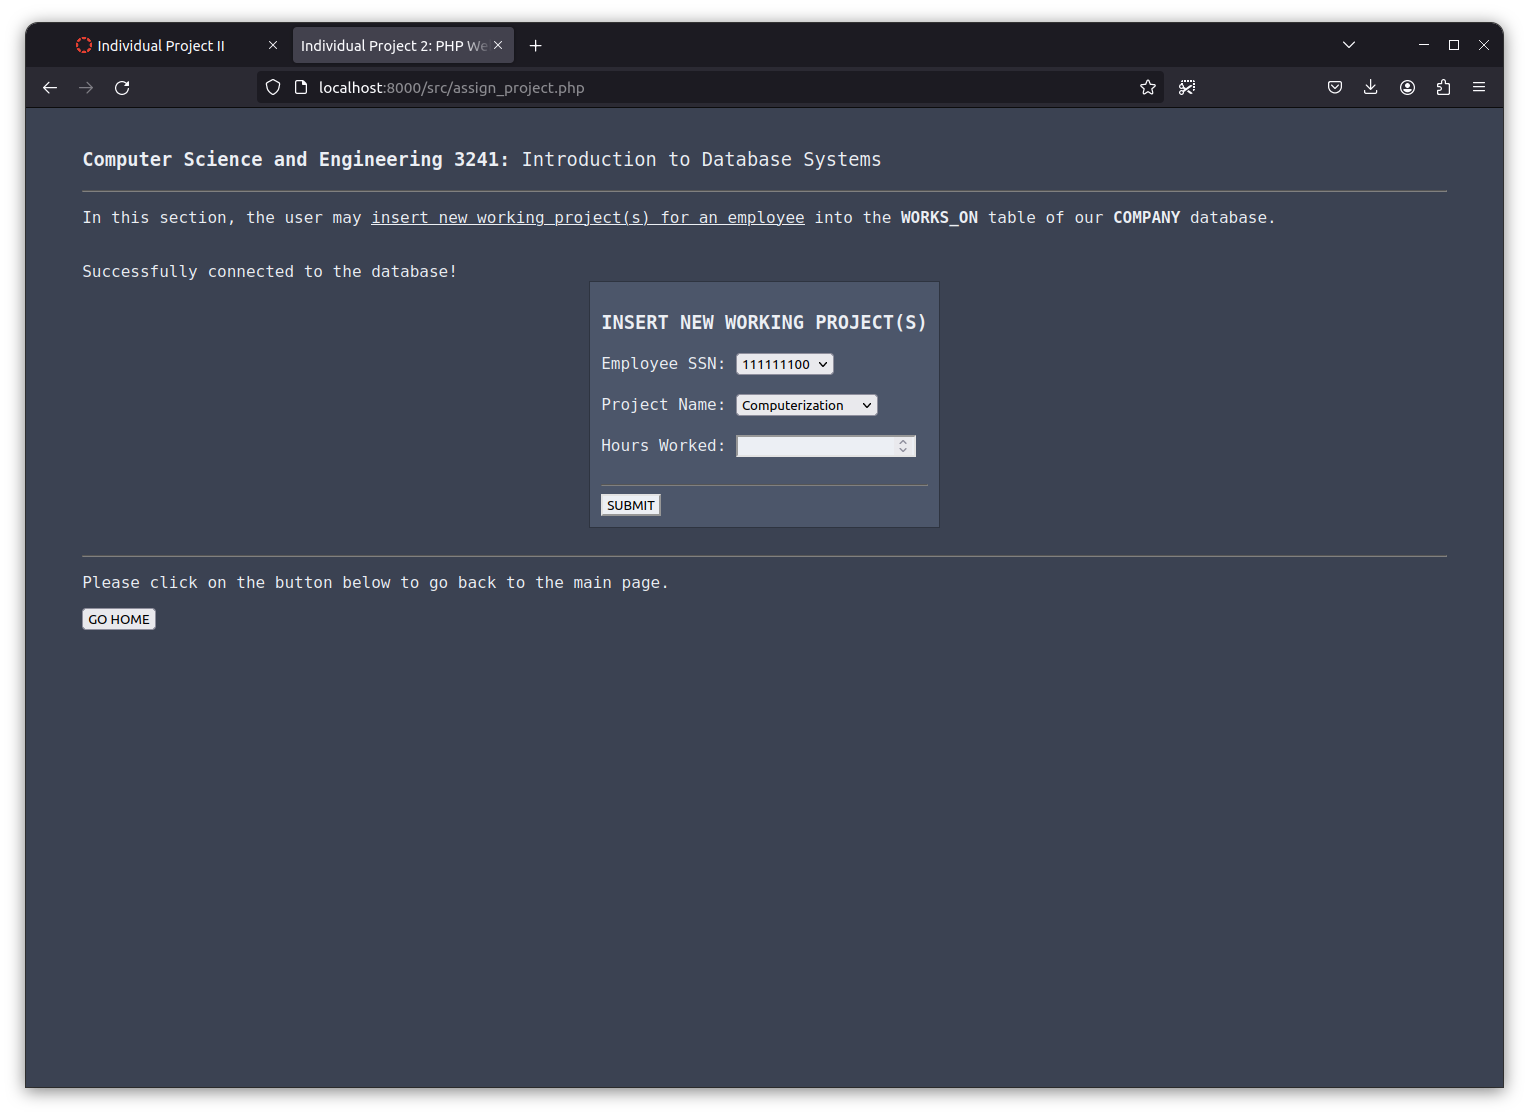 Individual Project II
Individual Project 2: PHP We
localhost:8000/src/assign_project.php
Computer Science and Engineering 3241: Introduction to Database Systems
In this section, the user may insert new working project(s) for an employee into the WORKS_ON table of our COMPANY database.
Successfully connected to the database!
INSERT NEW WORKING PROJECT(S)
Employee SSN: 111111100
Project Name: Computerization
Hours Worked:
SUBMIT
Please click on the button below to go back to the main page.
GO HOME